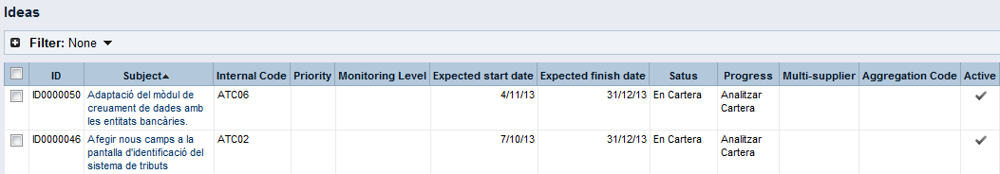 Ideas
Filter: None
ID Subject Internal Code Priority Monitoring Level Expected start date Expected finish date Satus Progress Multi-supplier Aggregation Code Active
ID0000050 Adaptació del mòdul de ATC06 4/11/13 31/12/13 En Cartera Analitzar
creuament de dades amb Cartera
les entitats bancàries.
ID0000046 Afegir nous camps a la ATC02 7/10/13 31/12/13 En Cartera Analitzar
pantalla d'identificació del Cartera
sistema de tributs